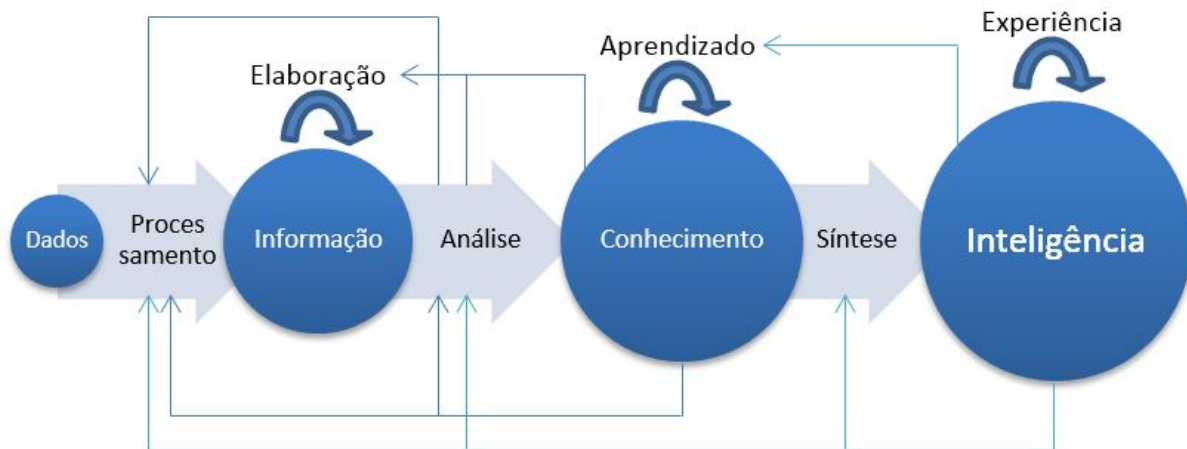 Experiência
Aprendizado
Elaboração
Dados
Proces
samento
Informação
Análise
Conhecimento
Síntese
Inteligência